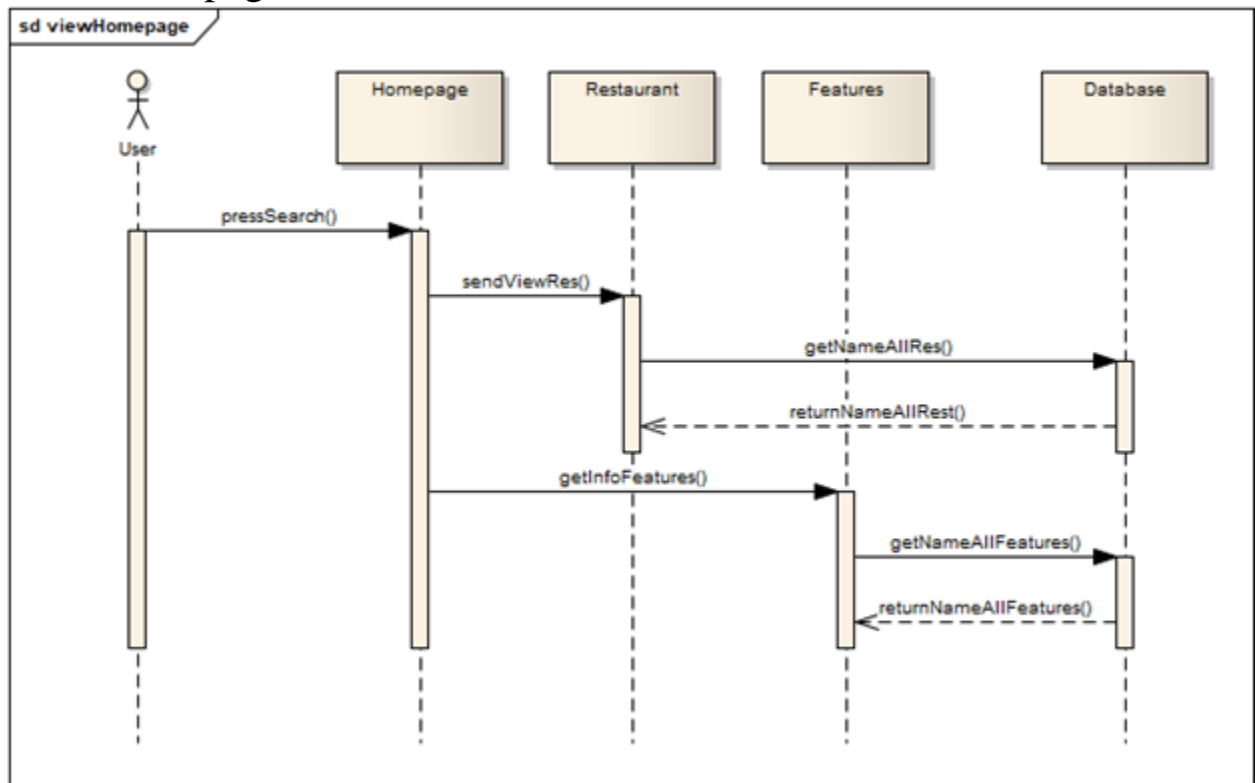 sd viewHomepage
User
Homepage
Restaurant
Features
Database
pressSearch()
sendViewRes()
getNameAllRes()
returnNameAllRest()
getInfoFeatures()
getNameAllFeatures()
returnNameAllFeatures()